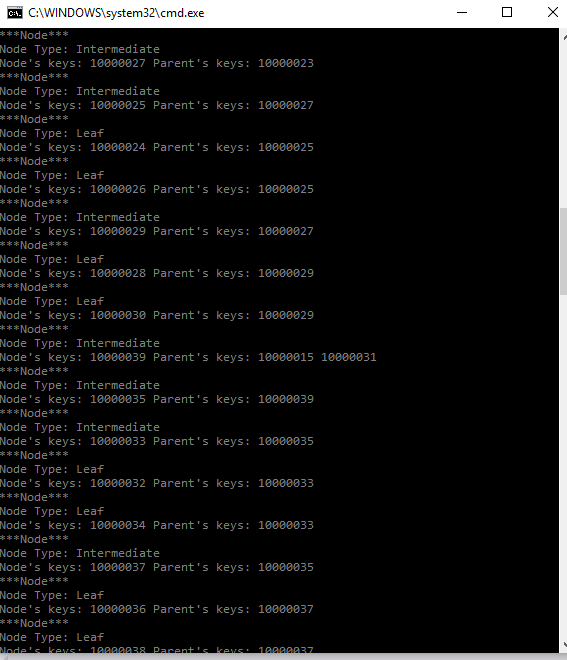 C:\WINDOWS\system32\cmd.exe
***Node***
Node Type: Intermediate
Node's keys: 10000027 Parent's keys: 10000023
***Node***
Node Type: Intermediate
Node's keys: 10000025 Parent's keys: 10000027
***Node***
Node Type: Leaf
Node's keys: 10000024 Parent's keys: 10000025
***Node***
Node Type: Leaf
Node's keys: 10000026 Parent's keys: 10000025
***Node***
Node Type: Intermediate
Node's keys: 10000029 Parent's keys: 10000027
***Node***
Node Type: Leaf
Node's keys: 10000028 Parent's keys: 10000029
***Node***
Node Type: Leaf
Node's keys: 10000030 Parent's keys: 10000029
***Node***
Node Type: Intermediate
Node's keys: 10000039 Parent's keys: 10000015 10000031
***Node***
Node Type: Intermediate
Node's keys: 10000035 Parent's keys: 10000039
***Node***
Node Type: Intermediate
Node's keys: 10000033 Parent's keys: 10000035
***Node***
Node Type: Leaf
Node's keys: 10000032 Parent's keys: 10000033
***Node***
Node Type: Leaf
Node's keys: 10000034 Parent's keys: 10000033
***Node***
Node Type: Intermediate
Node's keys: 10000037 Parent's keys: 10000035
***Node***
Node Type: Leaf
Node's keys: 10000036 Parent's keys: 10000037
***Node***
Node Type: Leaf
Node's keys: 10000038 Parent's keys: 10000037